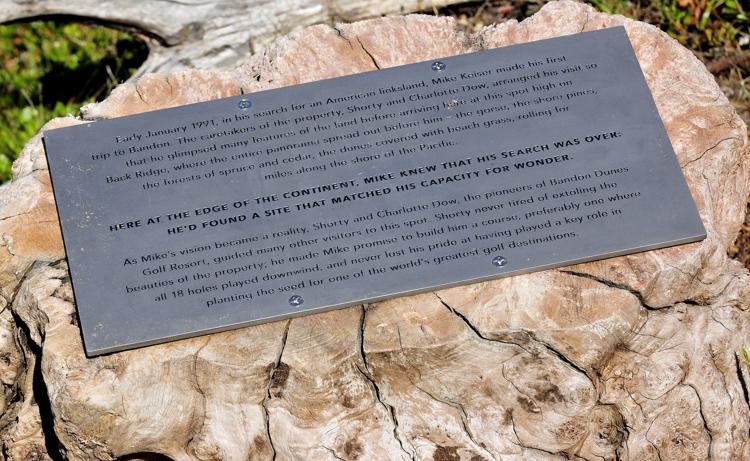 Early January 1991, in his search for an American linksland, Mike Keiser made his first
trip to Bandon. The caretakers of the property, Shorty and Charlotte Dow, arranged his visit so
that he glimpsed many features of the land before arriving here at this spot high on
Back Ridge, where the entire panorama spread out before him – the gorse, the shore pines,
the forests of spruce and cedar, the dunes covered with beach grass, rolling for
miles along the shore of the Pacific.
HERE AT THE EDGE OF THE CONTINENT, MIKE KNEW THAT HIS SEARCH WAS OVER:
HE'D FOUND A SITE THAT MATCHED HIS CAPACITY FOR WONDER.
As Mike's vision became a reality, Shorty and Charlotte Dow, the pioneers of Bandon Dunes
Golf Resort, guided many other visitors to this spot. Shorty never tired of extolling the
beauties of the property; he made Mike promise to build him a course, preferably one where
all 18 holes played downwind, and never lost his pride at having played a key role in
planting the seed for one of the world's greatest golf destinations.